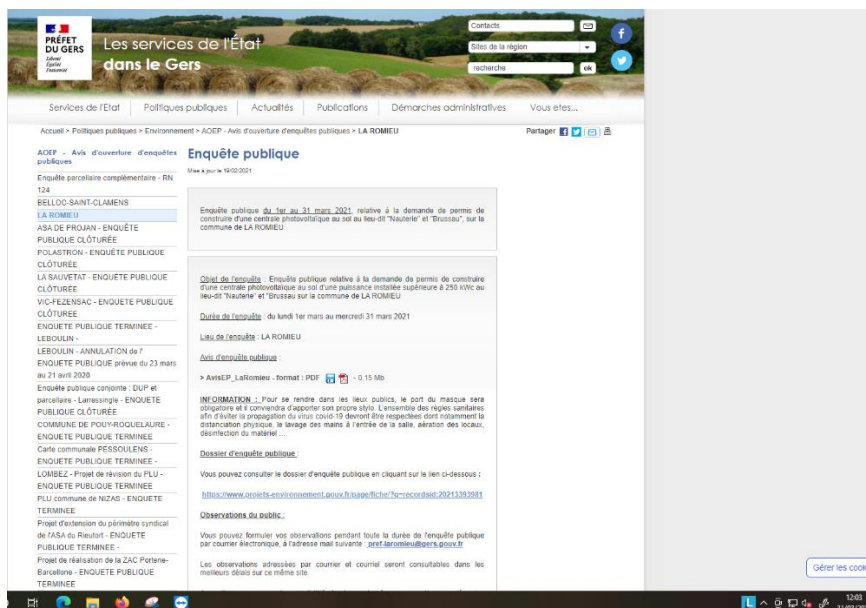 PRÉFET
DU GERS
Liberté
Égalité
Fraternité
Les services de l'État
dans le Gers
Contacts
Sites de la région
recherche
ok
Services de l'Etat
Politiques publiques
Actualités
Publications
Démarches administratives
Vous etes...
Accueil > Politiques publiques > Environnement > AOEP - Avis d'ouverture d'enquêtes publiques > LA ROMIEU
Partager
AOEP - Avis d'ouverture d'enquêtes
publiques
Enquête parcellaire complémentaire - RN
124
BELLOC-SAINT-CLAMENS
LA ROMIEU
ASA DE PROJAN - ENQUÊTE
PUBLIQUE CLÔTURÉE
POLASTRON - ENQUÊTE PUBLIQUE
CLÔTURÉE
LA SAUVETAT - ENQUÊTE PUBLIQUE
CLÔTURÉE
VIC-FEZENSAC - ENQUETE PUBLIQUE
CLÔTUREE
ENQUETE PUBLIQUE TERMINEE -
LEBOULIN -
LEBOULIN - ANNULATION de l'
ENQUETE PUBLIQUE prévue du 23 mars
au 21 avril 2020
Enquête publique conjointe : DUP et
parcellaire - Larressingle - ENQUETE
PUBLIQUE CLÔTURÉE
COMMUNE DE POUY-ROQUELAURE -
ENQUETE PUBLIQUE TERMINEE
Carte communale PESSOULENS -
ENQUETE PUBLIQUE TERMINEE -
LOMBEZ - Projet de révision du PLU -
ENQUETE PUBLIQUE TERMINEE
PLU commune de NIZAS - ENQUETE
TERMINEE
Projet d'extension du périmètre syndical
de l'ASA du Rieutort - ENQUETE
PUBLIQUE TERMINEE -
Projet de réalisation de la ZAC Porterie-
Barcellone - ENQUETE PUBLIQUE
TERMINEE
Enquête publique
Mise à jour le 19/02/2021
Enquête publique du 1er au 31 mars 2021, relative à la demande de permis de
construire d'une centrale photovoltaïque au sol au lieu-dit "Nauterie" et "Brussau", sur la
commune de LA ROMIEU
Objet de l'enquête : Enquête publique relative à la demande de permis de construire
d'une centrale photovoltaïque au sol d'une puissance installée supérieure à 250 kWc au
lieu-dit "Nauterie" et "Brussau sur la commune de LA ROMIEU
Durée de l'enquête : du lundi 1er mars au mercredi 31 mars 2021
Lieu de l'enquête : LA ROMIEU
Avis d'enquête publique :
> AvisEP_LaRomieu - format : PDF - 0,15 Mb
INFORMATION : Pour se rendre dans les lieux publics, le port du masque sera
obligatoire et il conviendra d'apporter son propre stylo. L'ensemble des règles sanitaires
afin d'éviter la propagation du virus covid-19 devront être respectées dont notamment la
distanciation physique, le lavage des mains à l'entrée de la salle, aération des locaux,
désinfection du matériel ...
Dossier d'enquête publique :
Vous pouvez consulter le dossier d'enquête publique en cliquant sur le lien ci-dessous :
https://www.projets-environnement.gouv.fr/page/fiche/?q=recordsid:20213393981
Observations du public :
Vous pouvez formuler vos observations pendant toute la durée de l'enquête publique
par courrier électronique, à l'adresse mail suivante : pref-laromieu@gers.gouv.fr
Les observations adressées par courrier et courriel seront consultables dans les
meilleurs délais sur ce même site.
Gérer les cook
12:03